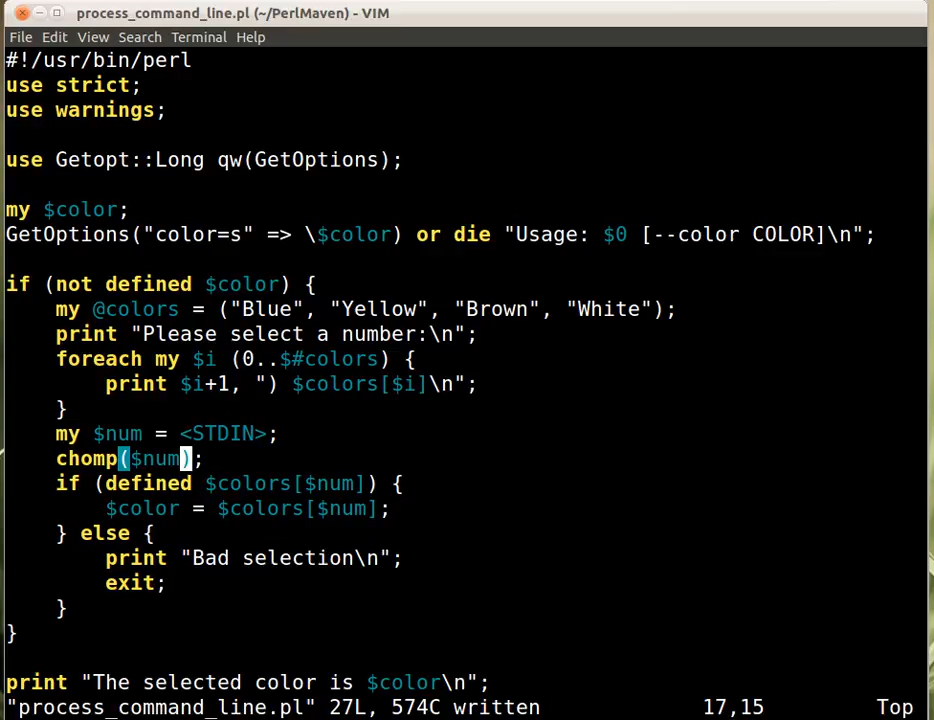 process_command_line.pl (~/PerlMaven) - VIM
File Edit View Search Terminal Help
#!/usr/bin/perl
use strict;
use warnings;

use Getopt::Long qw(GetOptions);

my $color;
GetOptions("color=s" => \$color) or die "Usage: $0 [--color COLOR]\n";

if (not defined $color) {
    my @colors = ("Blue", "Yellow", "Brown", "White");
    print "Please select a number:\n";
    foreach my $i (0..$#colors) {
        print $i+1, ") $colors[$i]\n";
    }
    my $num = <STDIN>;
    chomp($num);
    if (defined $colors[$num]) {
        $color = $colors[$num];
    } else {
        print "Bad selection\n";
        exit;
    }
}

print "The selected color is $color\n";
"process_command_line.pl" 27L, 574C written 17,15 Top